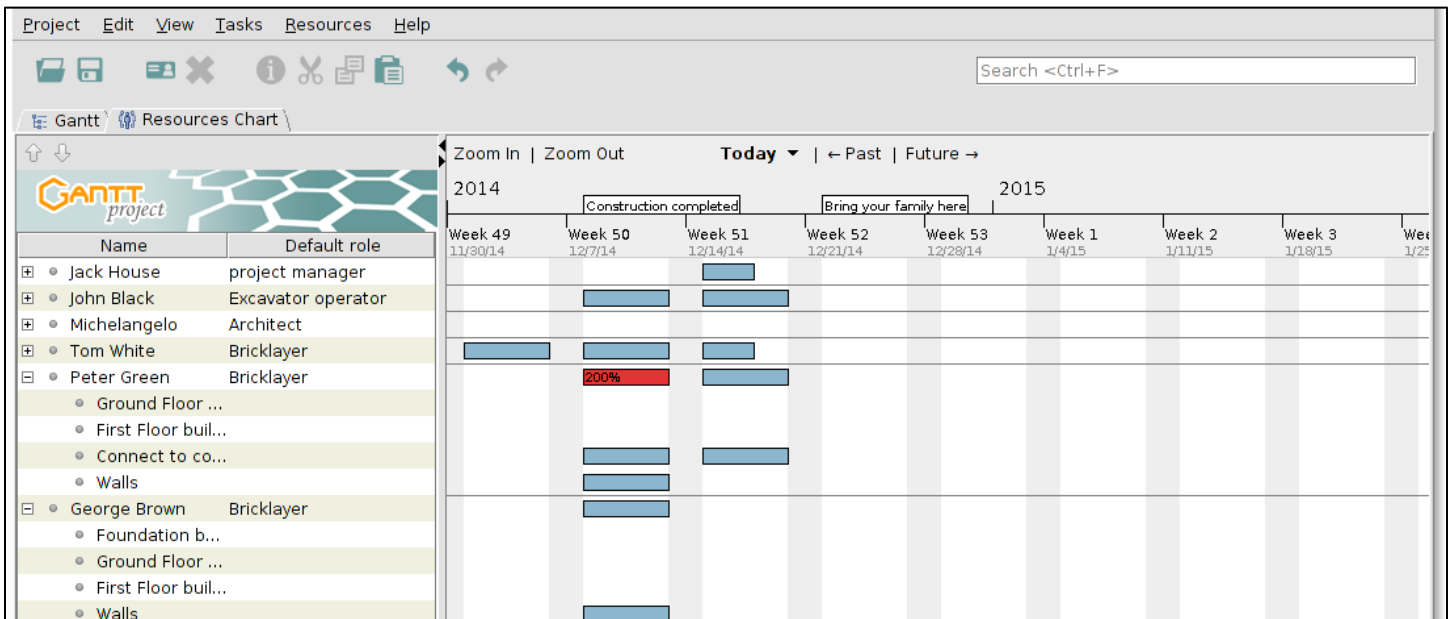 Project Edit View Tasks Resources Help
Search <Ctrl+F>
Gantt Resources Chart
Zoom In | Zoom Out Today | ← Past | Future →
GANTT project
2014 2015
Construction completed Bring your family here
Week 49 Week 50 Week 51 Week 52 Week 53 Week 1 Week 2 Week 3 Wee
11/30/14 12/7/14 12/14/14 12/21/14 12/28/14 1/4/15 1/11/15 1/18/15 1/25
Name Default role
Jack House project manager
John Black Excavator operator
Michelangelo Architect
Tom White Bricklayer
Peter Green Bricklayer 200%
Ground Floor ...
First Floor buil...
Connect to co...
Walls
George Brown Bricklayer
Foundation b...
Ground Floor ...
First Floor buil...
Walls